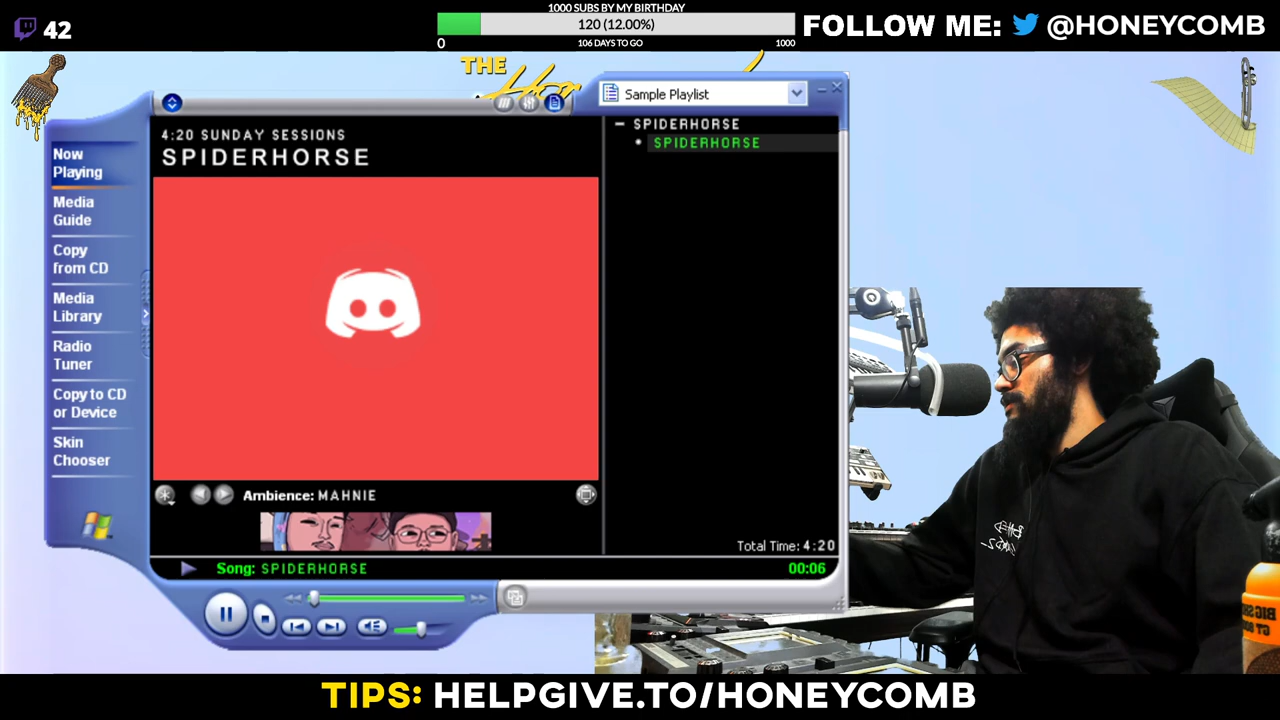 42
1000 SUBS BY MY BIRTHDAY
120 (12.00%)
0
106 DAYS TO GO
1000
FOLLOW ME: @HONEYCOMB
THE
Sample Playlist
4:20 SUNDAY SESSIONS
SPIDERHORSE
SPIDERHORSE
SPIDERHORSE
Now
Playing
Media
Guide
Copy
from CD
Media
Library
Radio
Tuner
Copy to CD
or Device
Skin
Chooser
Ambience: MAHNIE
Total Time: 4:20
Song: SPIDERHORSE
00:06
TIPS: HELPGIVE.TO/HONEYCOMB